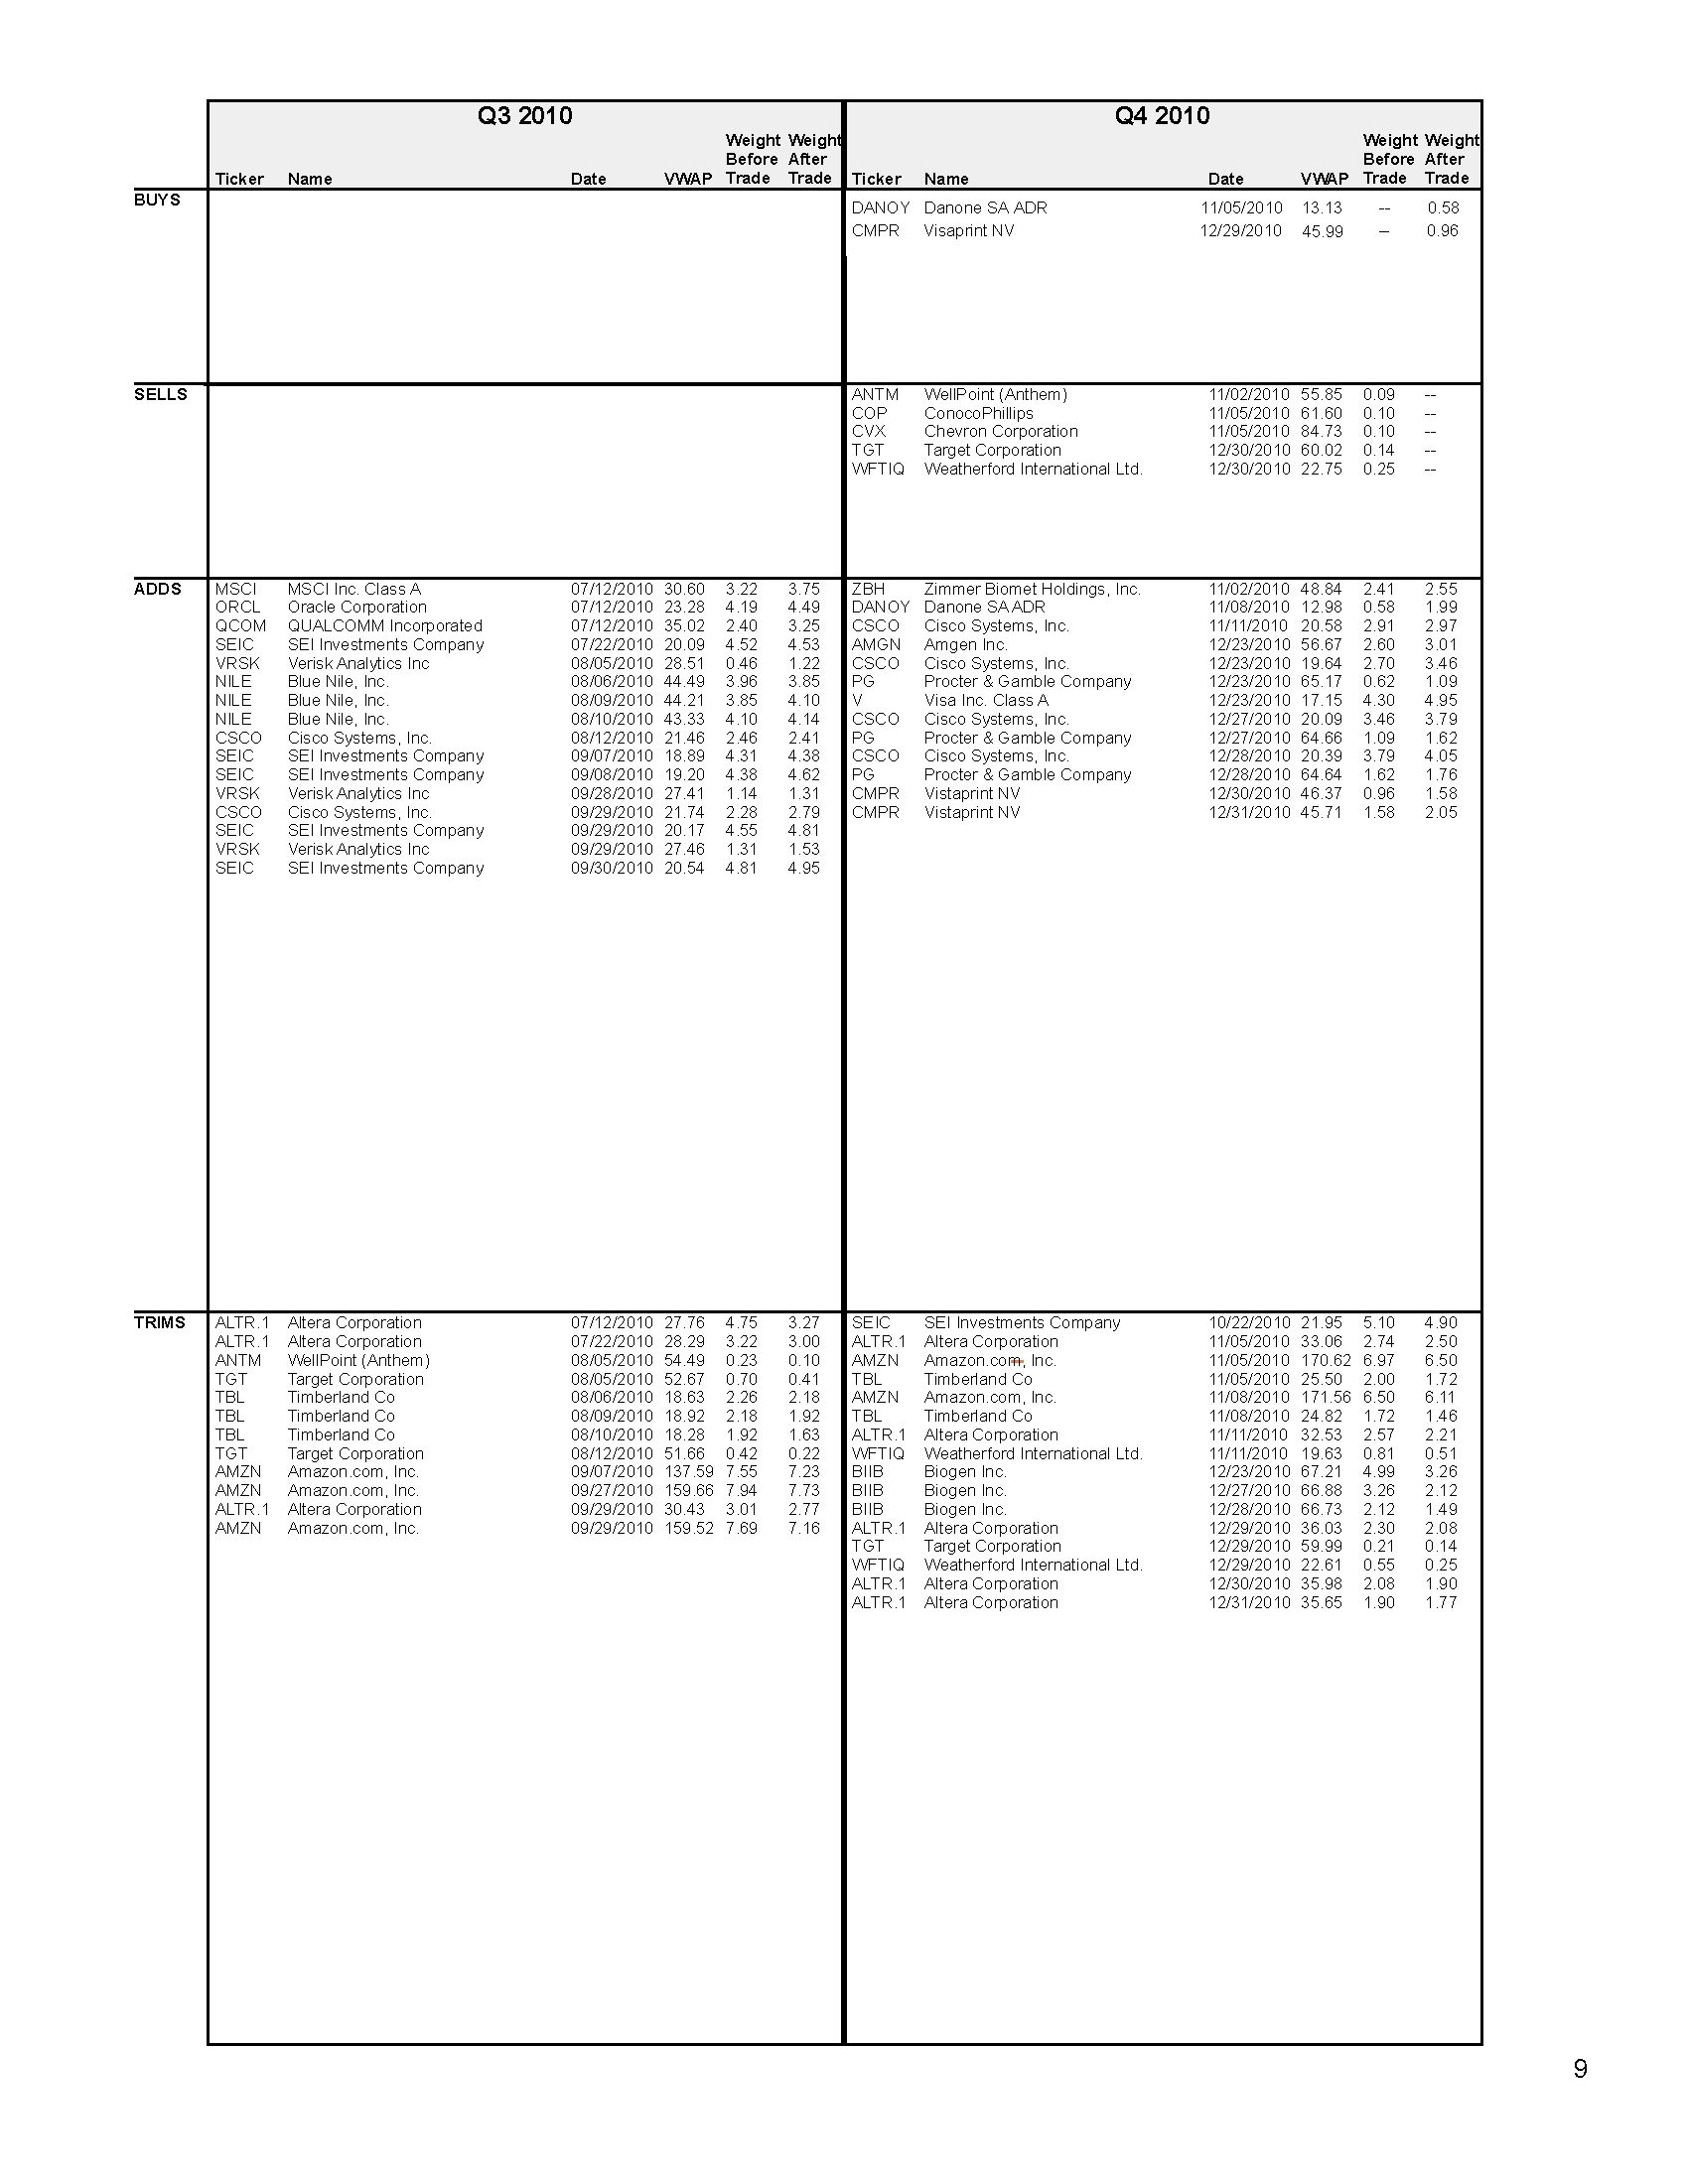 Q3 2010
Ticker Name Date VWAP Weight Before Trade Weight After Trade
Q4 2010
Ticker Name Date VWAP Weight Before Trade Weight After Trade
BUYS
DANOY Danone SA ADR 11/05/2010 13.13 -- 0.58
CMPR Visaprint NV 12/29/2010 45.99 – 0.96
SELLS
ANTM WellPoint (Anthem) 11/02/2010 55.85 0.09 --
COP ConocoPhillips 11/05/2010 61.60 0.10 --
CVX Chevron Corporation 11/05/2010 84.73 0.10 --
TGT Target Corporation 12/30/2010 60.02 0.14 --
WFTIQ Weatherford International Ltd. 12/30/2010 22.75 0.25 --
ADDS
MSCI MSCI Inc. Class A 07/12/2010 30.60 3.22 3.75
ORCL Oracle Corporation 07/12/2010 23.28 4.19 4.49
QCOM QUALCOMM Incorporated 07/12/2010 35.02 2.40 3.25
SEIC SEI Investments Company 07/22/2010 20.09 4.52 4.53
VRSK Verisk Analytics Inc 08/05/2010 28.51 0.46 1.22
NILE Blue Nile, Inc. 08/06/2010 44.49 3.96 3.85
NILE Blue Nile, Inc. 08/09/2010 44.21 3.85 4.10
NILE Blue Nile, Inc. 08/10/2010 43.33 4.10 4.14
CSCO Cisco Systems, Inc. 08/12/2010 21.46 2.46 2.41
SEIC SEI Investments Company 09/07/2010 18.89 4.31 4.38
SEIC SEI Investments Company 09/08/2010 19.20 4.38 4.62
VRSK Verisk Analytics Inc 09/28/2010 27.41 1.14 1.31
CSCO Cisco Systems, Inc. 09/29/2010 21.74 2.28 2.79
SEIC SEI Investments Company 09/29/2010 20.17 4.55 4.81
VRSK Verisk Analytics Inc 09/29/2010 27.46 1.31 1.53
SEIC SEI Investments Company 09/30/2010 20.54 4.81 4.95
ZBH Zimmer Biomet Holdings, Inc. 11/02/2010 48.84 2.41 2.55
DANOY Danone SA ADR 11/08/2010 12.98 0.58 1.99
CSCO Cisco Systems, Inc. 11/11/2010 20.58 2.91 2.97
AMGN Amgen Inc. 12/23/2010 56.67 2.60 3.01
CSCO Cisco Systems, Inc. 12/23/2010 19.64 2.70 3.46
PG Procter & Gamble Company 12/23/2010 65.17 0.62 1.09
V Visa Inc. Class A 12/23/2010 17.15 4.30 4.95
CSCO Cisco Systems, Inc. 12/27/2010 20.09 3.46 3.79
PG Procter & Gamble Company 12/27/2010 64.66 1.09 1.62
CSCO Cisco Systems, Inc. 12/28/2010 20.39 3.79 4.05
PG Procter & Gamble Company 12/28/2010 64.64 1.62 1.76
CMPR Vistaprint NV 12/30/2010 46.37 0.96 1.58
CMPR Vistaprint NV 12/31/2010 45.71 1.58 2.05
TRIMS
ALTR.1 Altera Corporation 07/12/2010 27.76 4.75 3.27
ALTR.1 Altera Corporation 07/22/2010 28.29 3.22 3.00
ANTM WellPoint (Anthem) 08/05/2010 54.49 0.23 0.10
TGT Target Corporation 08/05/2010 52.67 0.70 0.41
TBL Timberland Co 08/06/2010 18.63 2.26 2.18
TBL Timberland Co 08/09/2010 18.92 2.18 1.92
TBL Timberland Co 08/10/2010 18.28 1.92 1.63
TGT Target Corporation 08/12/2010 51.66 0.42 0.22
AMZN Amazon.com, Inc. 09/07/2010 137.59 7.55 7.23
AMZN Amazon.com, Inc. 09/27/2010 159.66 7.94 7.73
ALTR.1 Altera Corporation 09/29/2010 30.43 3.01 2.77
AMZN Amazon.com, Inc. 09/29/2010 159.52 7.69 7.16
SEIC SEI Investments Company 10/22/2010 21.95 5.10 4.90
ALTR.1 Altera Corporation 11/05/2010 33.06 2.74 2.50
AMZN Amazon.com, Inc. 11/05/2010 170.62 6.97 6.50
TBL Timberland Co 11/05/2010 25.50 2.00 1.72
AMZN Amazon.com, Inc. 11/08/2010 171.56 6.50 6.11
TBL Timberland Co 11/08/2010 24.82 1.72 1.46
ALTR.1 Altera Corporation 11/11/2010 32.53 2.57 2.21
WFTIQ Weatherford International Ltd. 11/11/2010 19.63 0.81 0.51
BIIB Biogen Inc. 12/23/2010 67.21 4.99 3.26
BIIB Biogen Inc. 12/27/2010 66.88 3.26 2.12
BIIB Biogen Inc. 12/28/2010 66.73 2.12 1.49
ALTR.1 Altera Corporation 12/29/2010 36.03 2.30 2.08
TGT Target Corporation 12/29/2010 59.99 0.21 0.14
WFTIQ Weatherford International Ltd. 12/29/2010 22.61 0.55 0.25
ALTR.1 Altera Corporation 12/30/2010 35.98 2.08 1.90
ALTR.1 Altera Corporation 12/31/2010 35.65 1.90 1.77
9